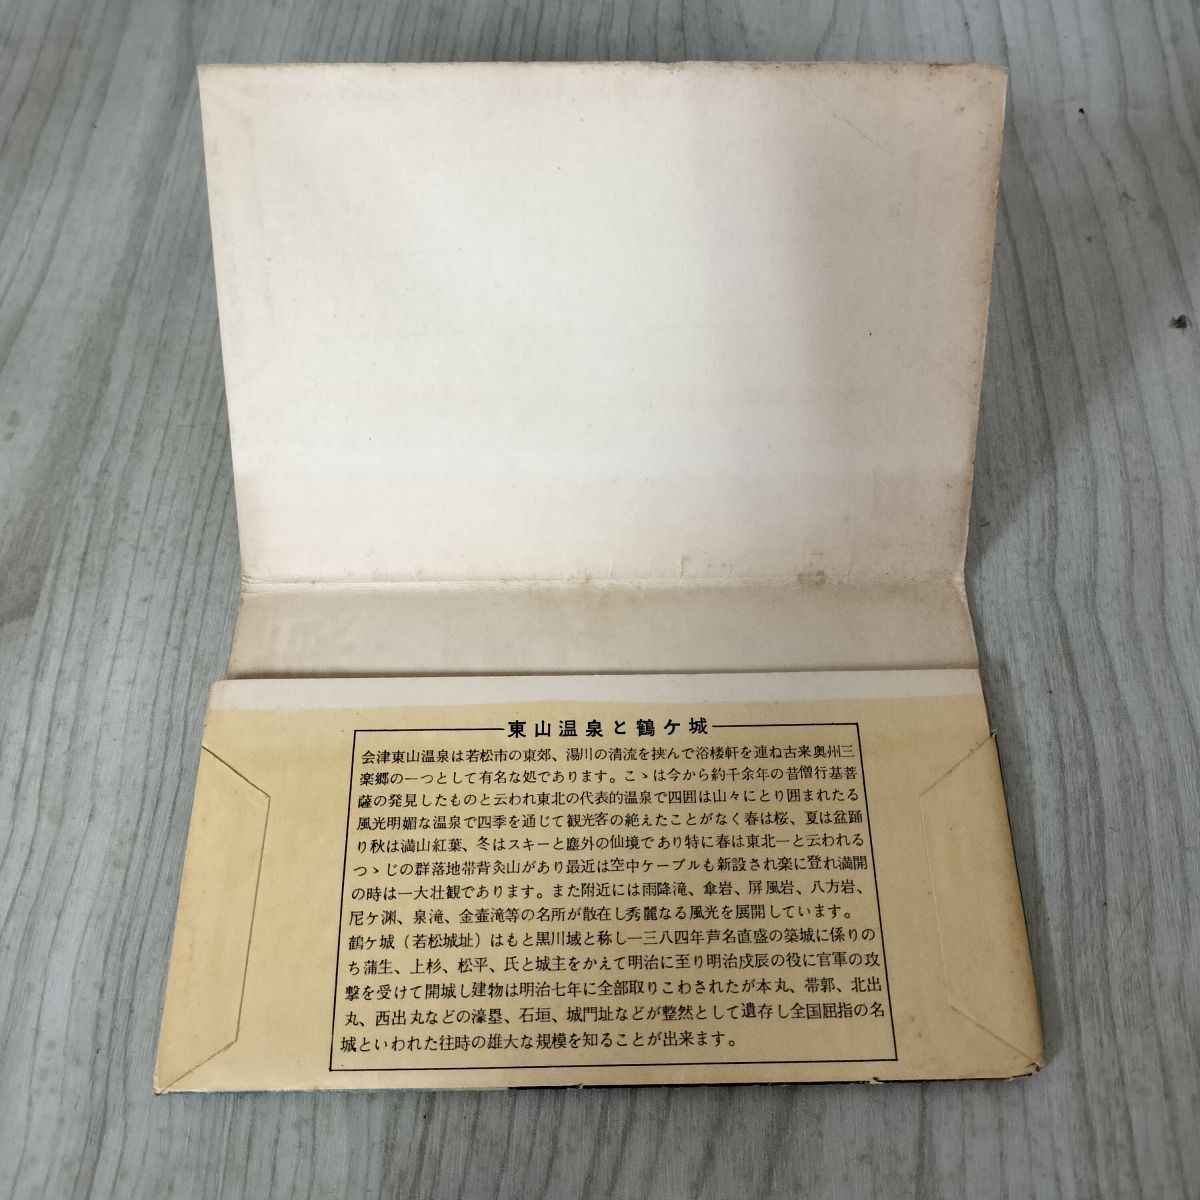 東山温泉と鶴ケ城
会津東山温泉は若松市の東郊、湯川の清流を挟んで浴楼軒を連ね古来奥州三
楽郷の一つとして有名な処であります。こゝは今から約千余年の昔僧行基菩
薩の発見したものと云われ東北の代表的温泉で四囲は山々にとり囲まれたる
風光明媚な温泉で四季を通じて観光客の絶えたことがなく春は桜、夏は盆踊
り秋は満山紅葉、冬はスキーと塵外の仙境であり特に春は東北一と云われる
つゝじの群落地帯背炙山があり最近は空中ケーブルも新設され楽に登れ満開
の時は一大壮観であります。また附近には雨降滝、傘岩、屏風岩、八方岩、
尼ケ渕、泉滝、金壷滝等の名所が散在し秀麗なる風光を展開しています。
鶴ケ城（若松城址）はもと黒川城と称し一三八四年芦名直盛の築城に係りの
ち蒲生、上杉、松平、氏と城主をかえて明治に至り明治戊辰の役に官軍の攻
撃を受けて開城し建物は明治七年に全部取りこわされたが本丸、帯郭、北出
丸、西出丸などの濠塁、石垣、城門址などが整然として遺存し全国屈指の名
城といわれた往時の雄大な規模を知ることが出来ます。